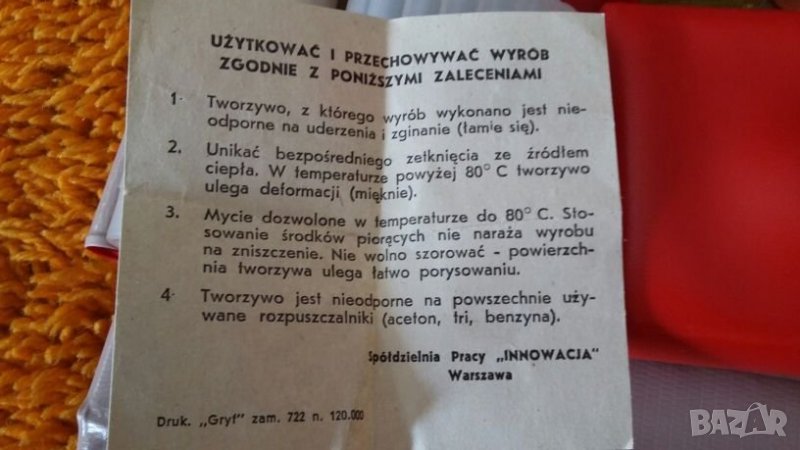 UŻYTKOWAĆ I PRZECHOWYWAĆ WYRÓB
ZGODNIE Z PONIŻSZYMI ZALECENIAMI
1. Tworzywo, z którego wyrób wykonano jest nie-
odporne na uderzenia i zginanie (łamie się).
2. Unikać bezpośredniego zetknięcia ze źródłem
ciepła. W temperaturze powyżej 80° C tworzywo
ulega deformacji (mięknie).
3. Mycie dozwolone w temperaturze do 80° C. Sto-
sowanie środków piorących nie naraża wyrobu
na zniszczenie. Nie wolno szorować - powierzch-
nia tworzywa ulega łatwo porysowaniu.
4. Tworzywo jest nieodporne na powszechnie uży-
wane rozpuszczalniki (aceton, tri, benzyna).
Spółdzielnia Pracy „INNOWACJA"
Warszawa
Druk. „Gryf" zam. 722 n. 120.000
BAZAR